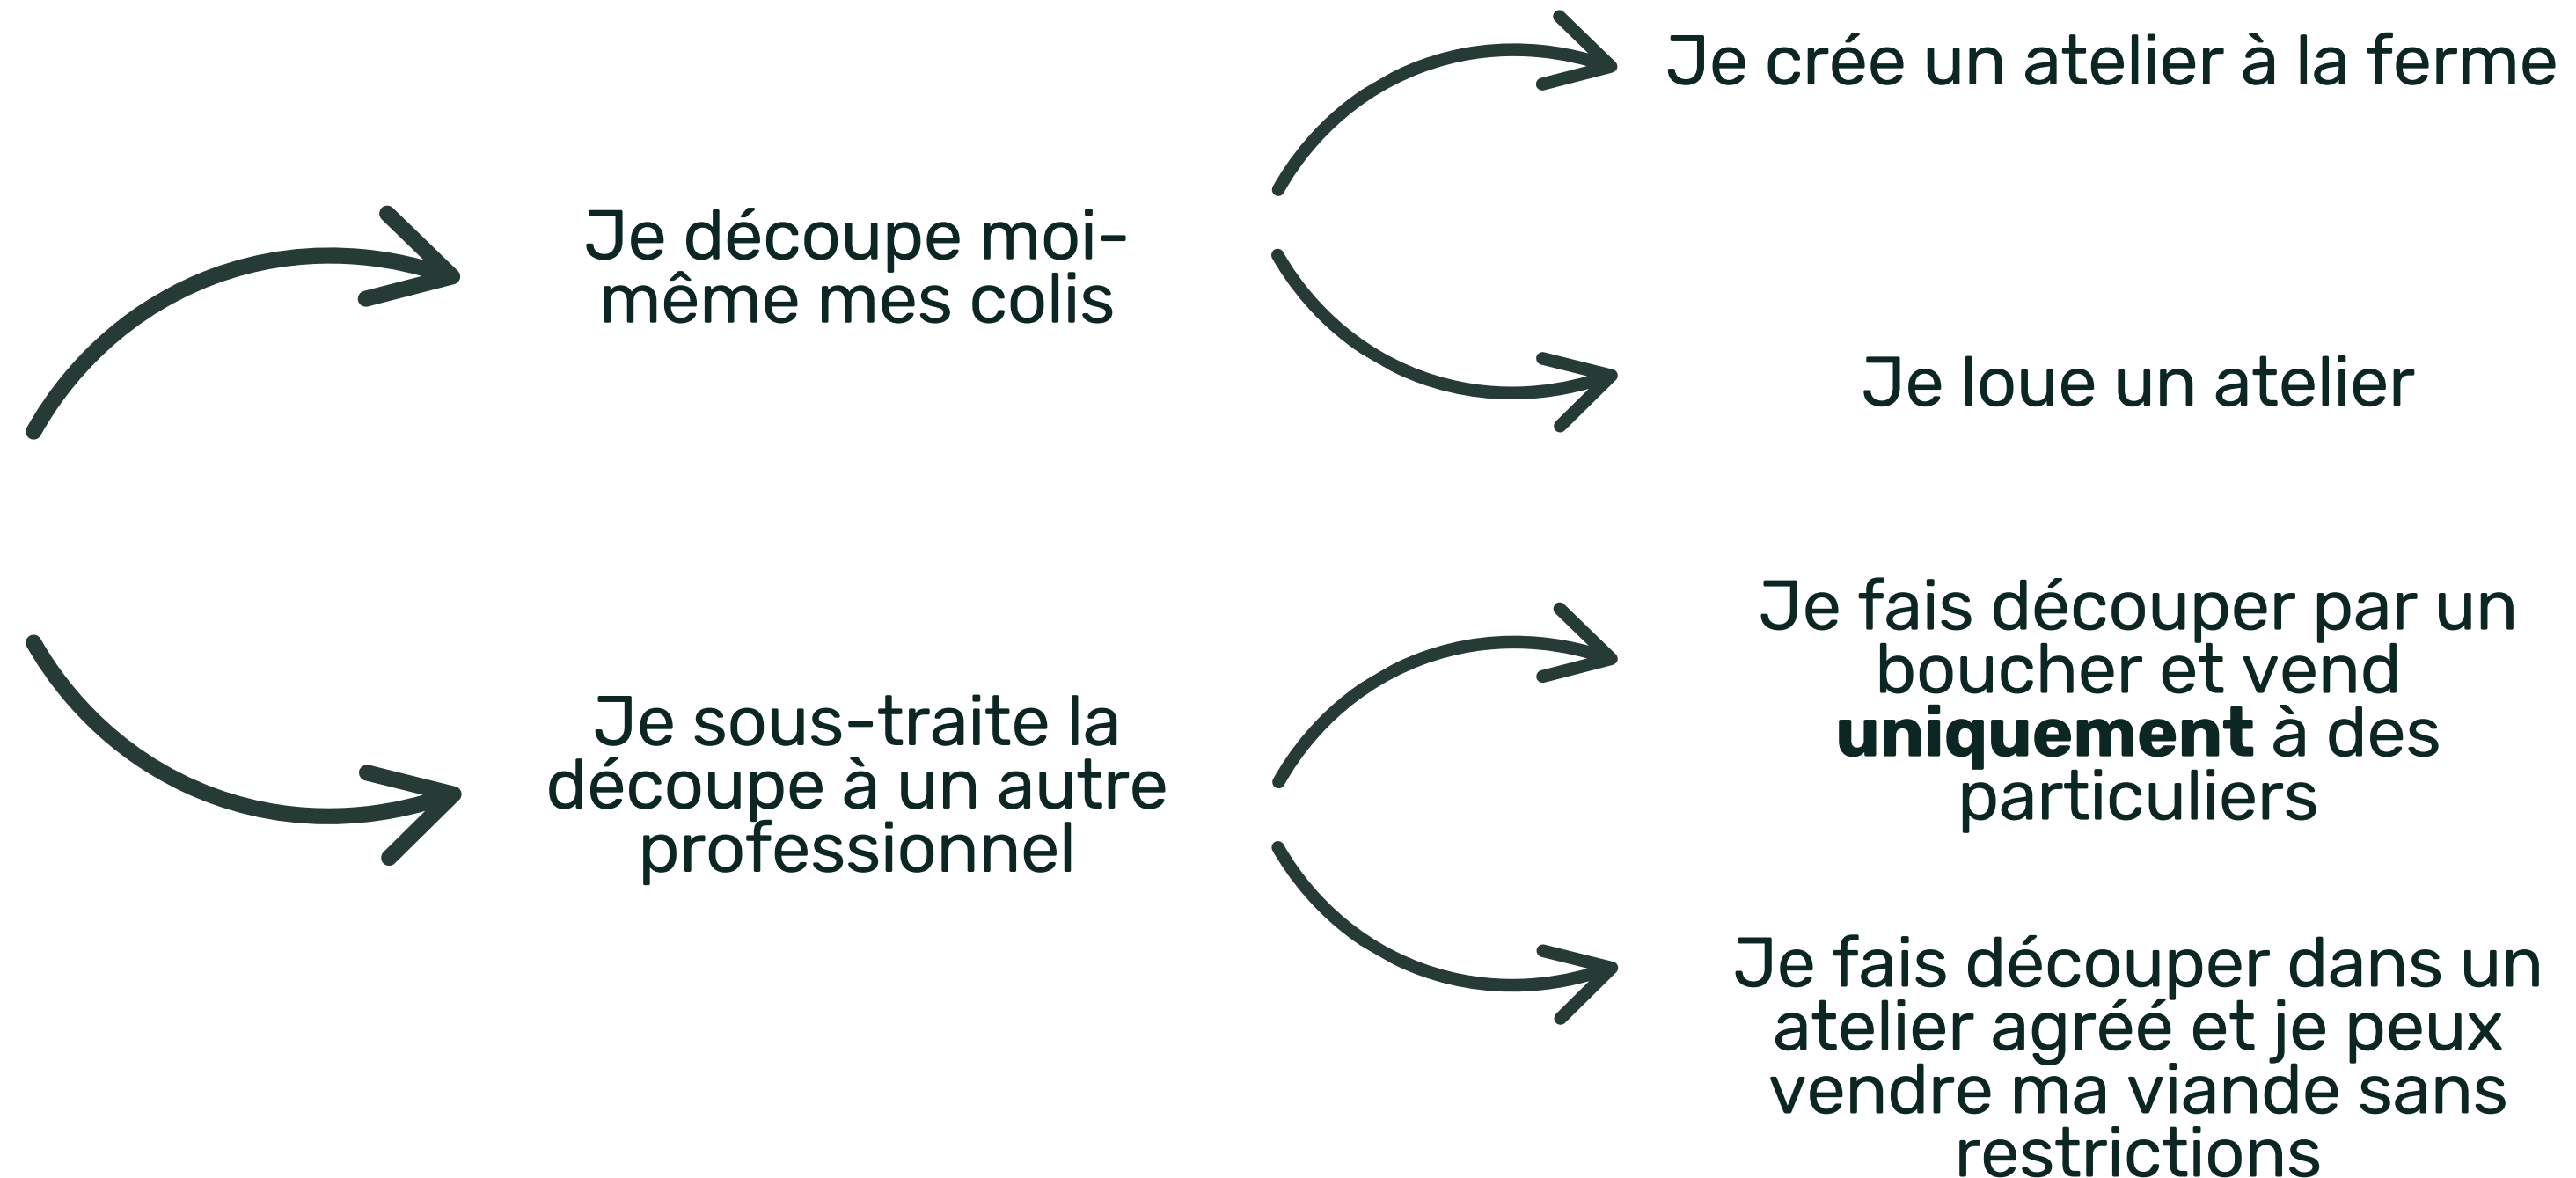 Je crée un atelier à la ferme
Je découpe moi-
même mes colis
Je loue un atelier
Je fais découper par un
boucher et vend
uniquement à des
particuliers
Je sous-traite la
découpe à un autre
professionnel
Je fais découper dans un
atelier agréé et je peux
vendre ma viande sans
restrictions